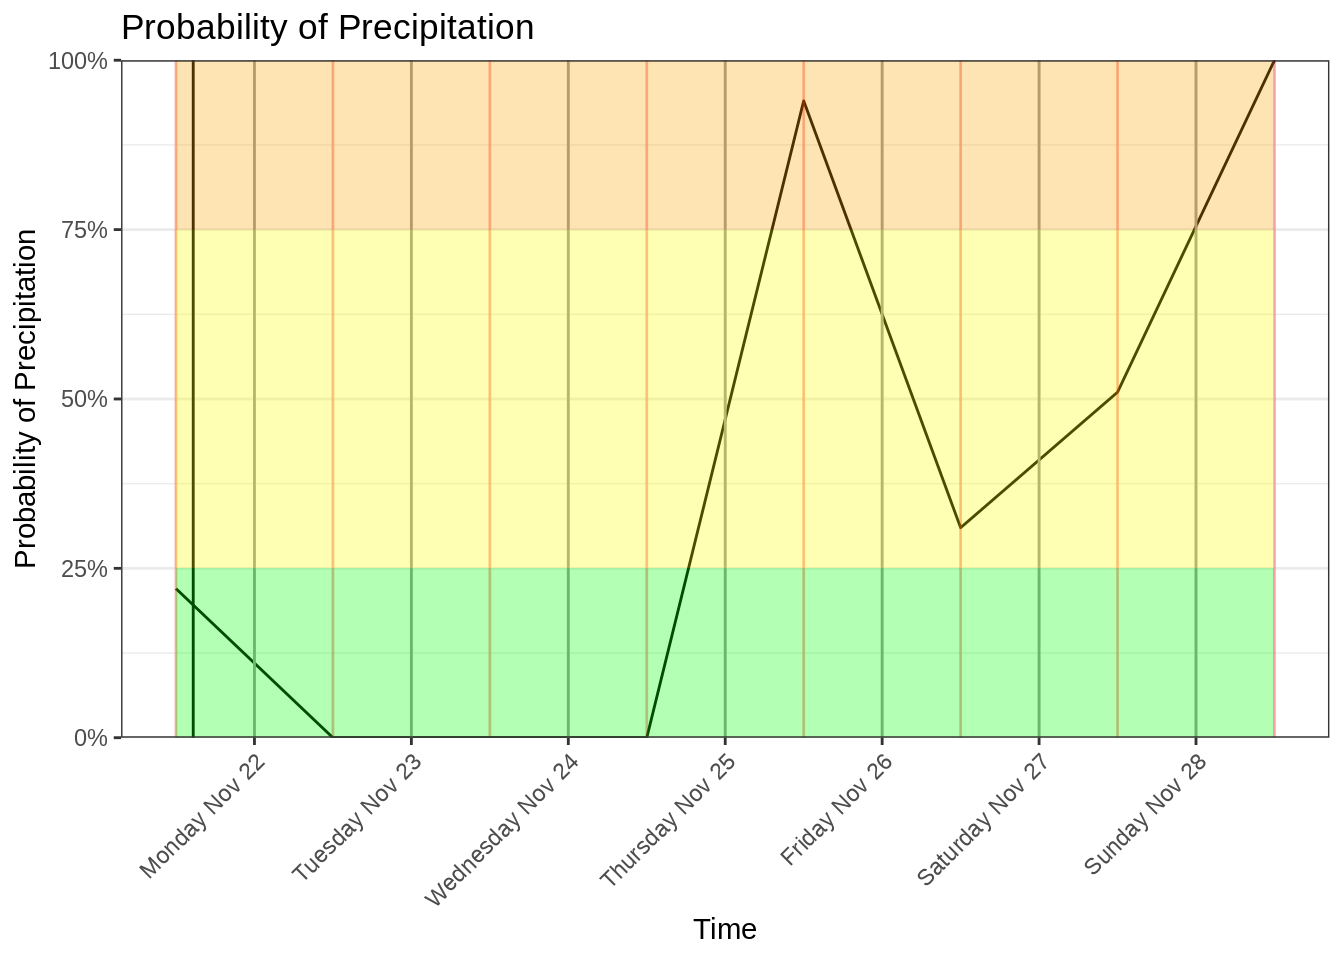 Probability of Precipitation
Probability of Precipitation
100%
75%
50%
25%
0%
Monday Nov 22
Tuesday Nov 23
Wednesday Nov 24
Thursday Nov 25
Friday Nov 26
Saturday Nov 27
Sunday Nov 28
Time